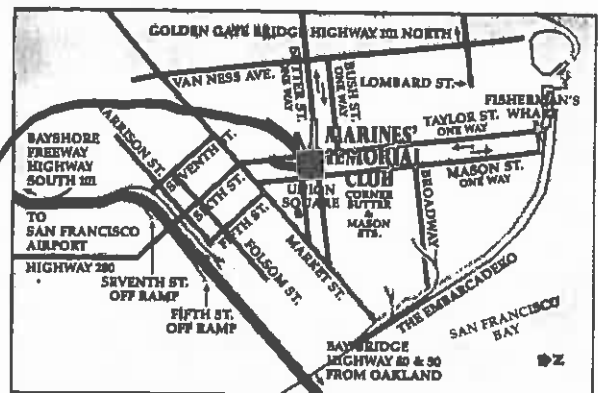 GOLDEN GATE BRIDGE HIGHWAY 101 NORTH
VAN NESS AVE.
SUTTER ST.
ONE WAY
BUSH ST.
ONE WAY
LOMBARD ST.
FISHERMAN'S
WHARF
TAYLOR ST.
ONE WAY
MASON ST.
ONE WAY
MARINES'
MEMORIAL
CLUB
CORNER
SUTTER
&
MASON
STS.
UNION
SQUARE
BROADWAY
BAYSHORE
FREEWAY
HIGHWAY
SOUTH 101
HARRISON ST.
SEVENTH ST.
SIXTH ST.
FIFTH ST.
FOLSOM ST.
MARKET ST.
TO
SAN FRANCISCO
AIRPORT
HIGHWAY 280
SEVENTH ST.
OFF RAMP
FIFTH ST.
OFF RAMP
THE EMBARCADERO
SAN FRANCISCO
BAY
BAY BRIDGE
HIGHWAY 80 & 50
FROM OAKLAND
N